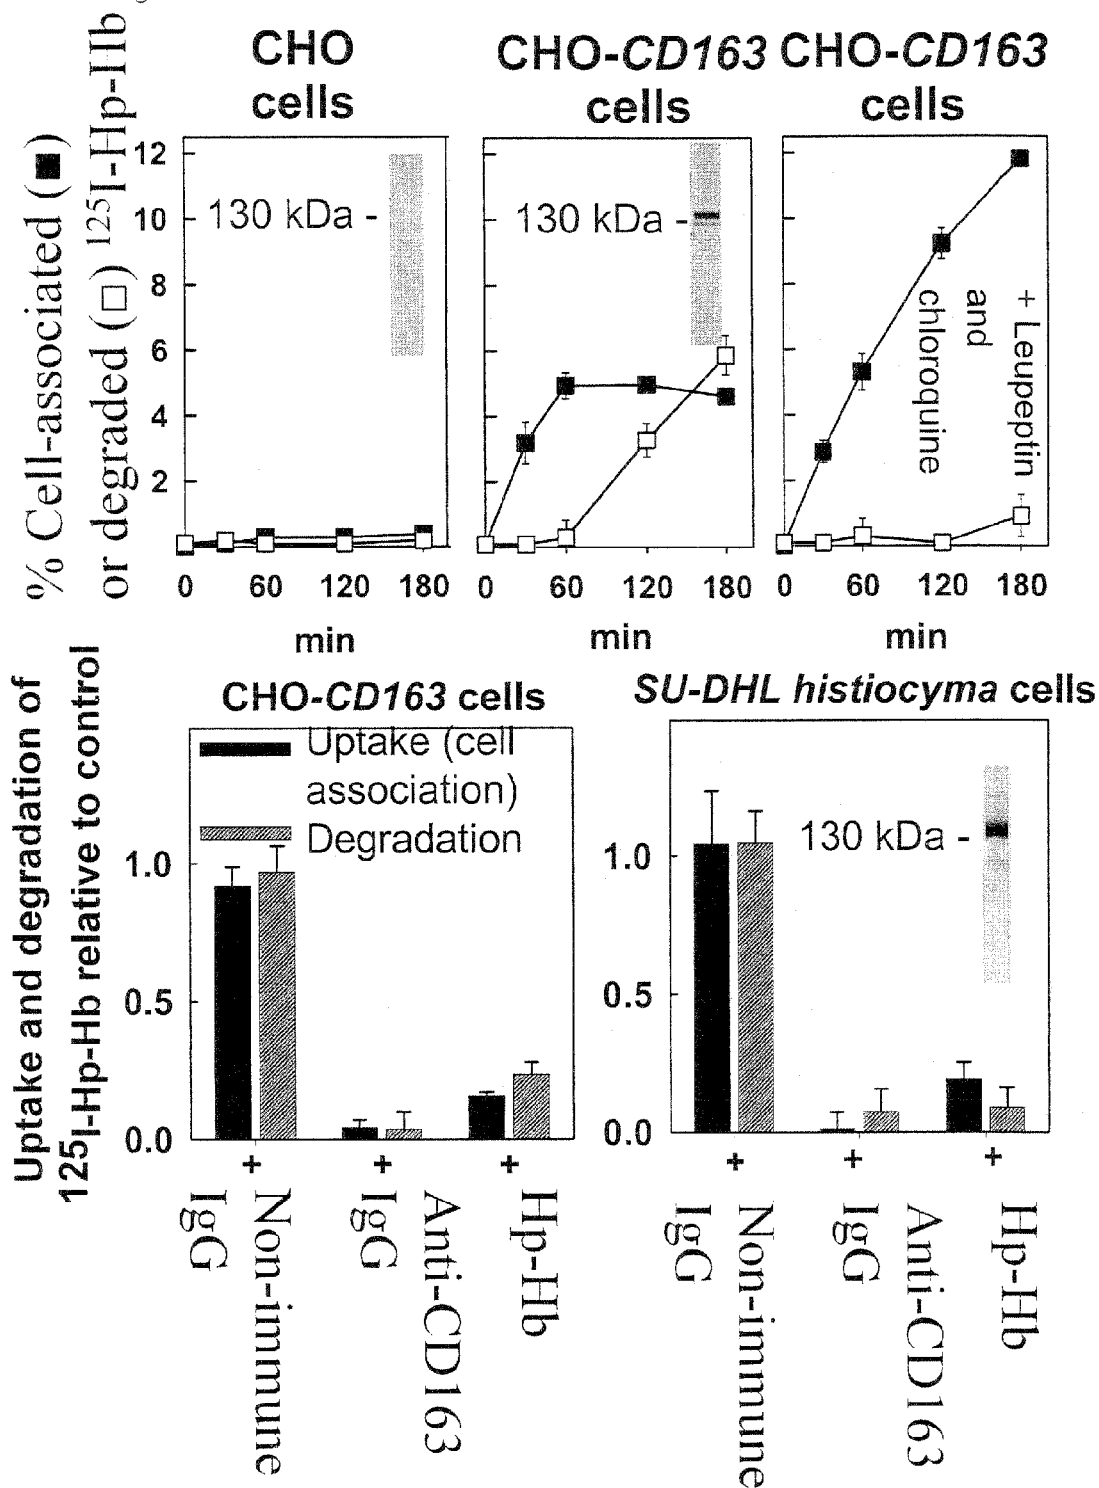 % Cell-associated (■)
or degraded (□) ¹²⁵I-Hp-Hb
CHO
cells
CHO-CD163
cells
CHO-CD163
cells
12
10
8
6
4
2
130 kDa -
130 kDa -
+ Leupeptin
and
chloroquine
0 60 120 180
0 60 120 180
0 60 120 180
min
min
min
Uptake and degradation of
¹²⁵I-Hp-Hb relative to control
CHO-CD163 cells
Uptake (cell
association)
Degradation
1.0
0.5
0.0
+ Non-immune
IgG
+ Anti-CD163
IgG
+ Hp-Hb
SU-DHL histiocyma cells
130 kDa -
1.0
0.5
0.0
+ Non-immune
IgG
+ Anti-CD163
IgG
+ Hp-Hb